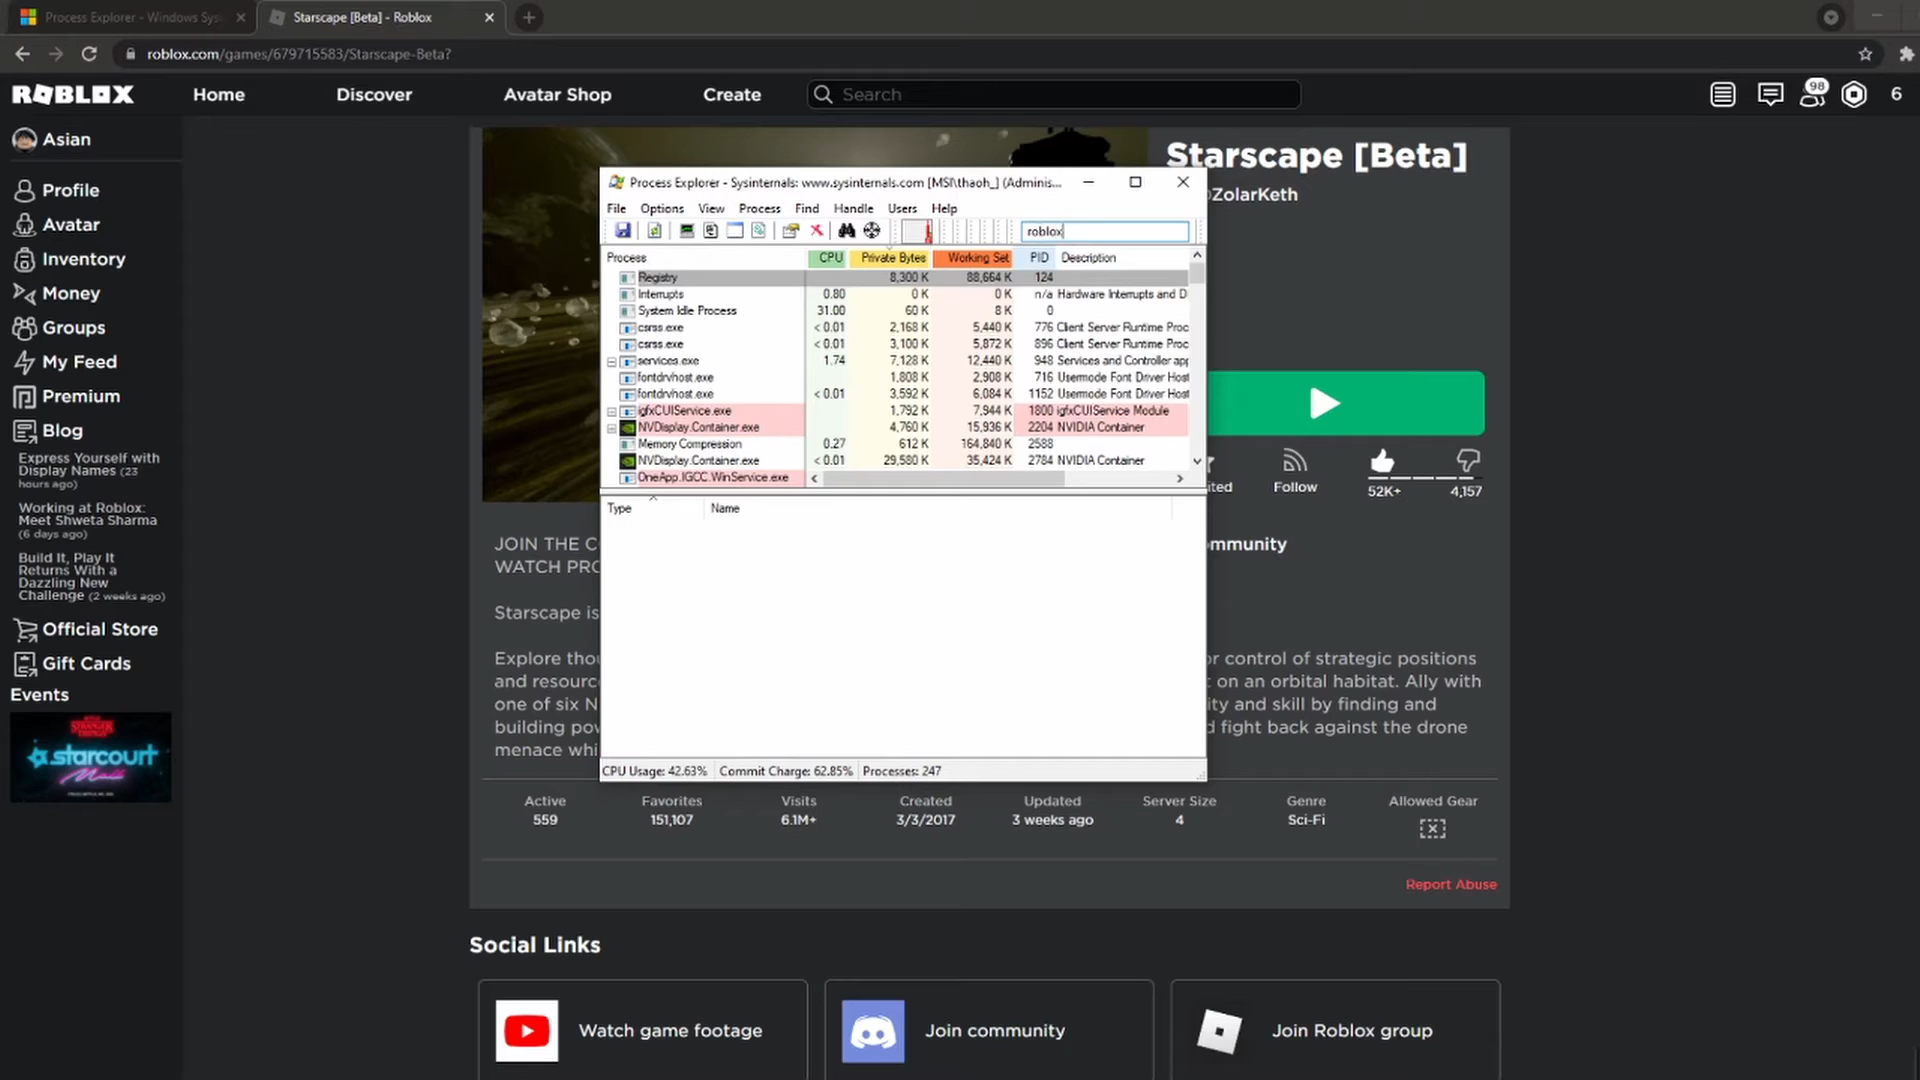 Process Explorer - Windows Sys
Starscape [Beta] - Roblox
roblox.com/games/679715583/Starscape-Beta?
ROBLOX
Home
Discover
Avatar Shop
Create
Search
98
6
Asian
Profile
Avatar
Inventory
Money
Groups
My Feed
Premium
Blog
Express Yourself with
Display Names (23
hours ago)
Working at Roblox:
Meet Shweta Sharma
(6 days ago)
Build It, Play It
Returns With a
Dazzling New
Challenge (2 weeks ago)
Official Store
Gift Cards
Events
STRANGER
THINGS
starcourt
Mall
Starscape [Beta]
ZolarKeth
Process Explorer - Sysinternals: www.sysinternals.com [MSI\thaoh_] (Adminis...
File Options View Process Find Handle Users Help
roblox
Process CPU Private Bytes Working Set PID Description
Registry 8,300 K 88,664 K 124
Interrupts 0.80 0 K 0 K n/a Hardware Interrupts and D
System Idle Process 31.00 60 K 8 K 0
csrss.exe < 0.01 2,168 K 5,440 K 776 Client Server Runtime Proc
csrss.exe < 0.01 3,100 K 5,872 K 896 Client Server Runtime Proc
services.exe 1.74 7,128 K 12,440 K 948 Services and Controller app
fontdrvhost.exe 1,808 K 2,908 K 716 Usermode Font Driver Host
fontdrvhost.exe < 0.01 3,592 K 6,084 K 1152 Usermode Font Driver Host
igfxCUIService.exe 1,792 K 7,944 K 1800 igfxCUIService Module
NVDisplay.Container.exe 4,760 K 15,936 K 2204 NVIDIA Container
Memory Compression 0.27 612 K 164,840 K 2588
NVDisplay.Container.exe < 0.01 29,580 K 35,424 K 2784 NVIDIA Container
OneApp.IGCC.WinService.exe
Type Name
CPU Usage: 42.63% Commit Charge: 62.85% Processes: 247
ited
Follow
52K+
4,157
JOIN THE C
mmunity
WATCH PRO
Starscape is
Explore thou
r control of strategic positions
and resourc
t on an orbital habitat. Ally with
one of six N
ity and skill by finding and
building pow
d fight back against the drone
menace whi
Active Favorites Visits Created Updated Server Size Genre Allowed Gear
559 151,107 6.1M+ 3/3/2017 3 weeks ago 4 Sci-Fi
Report Abuse
Social Links
Watch game footage
Join community
Join Roblox group